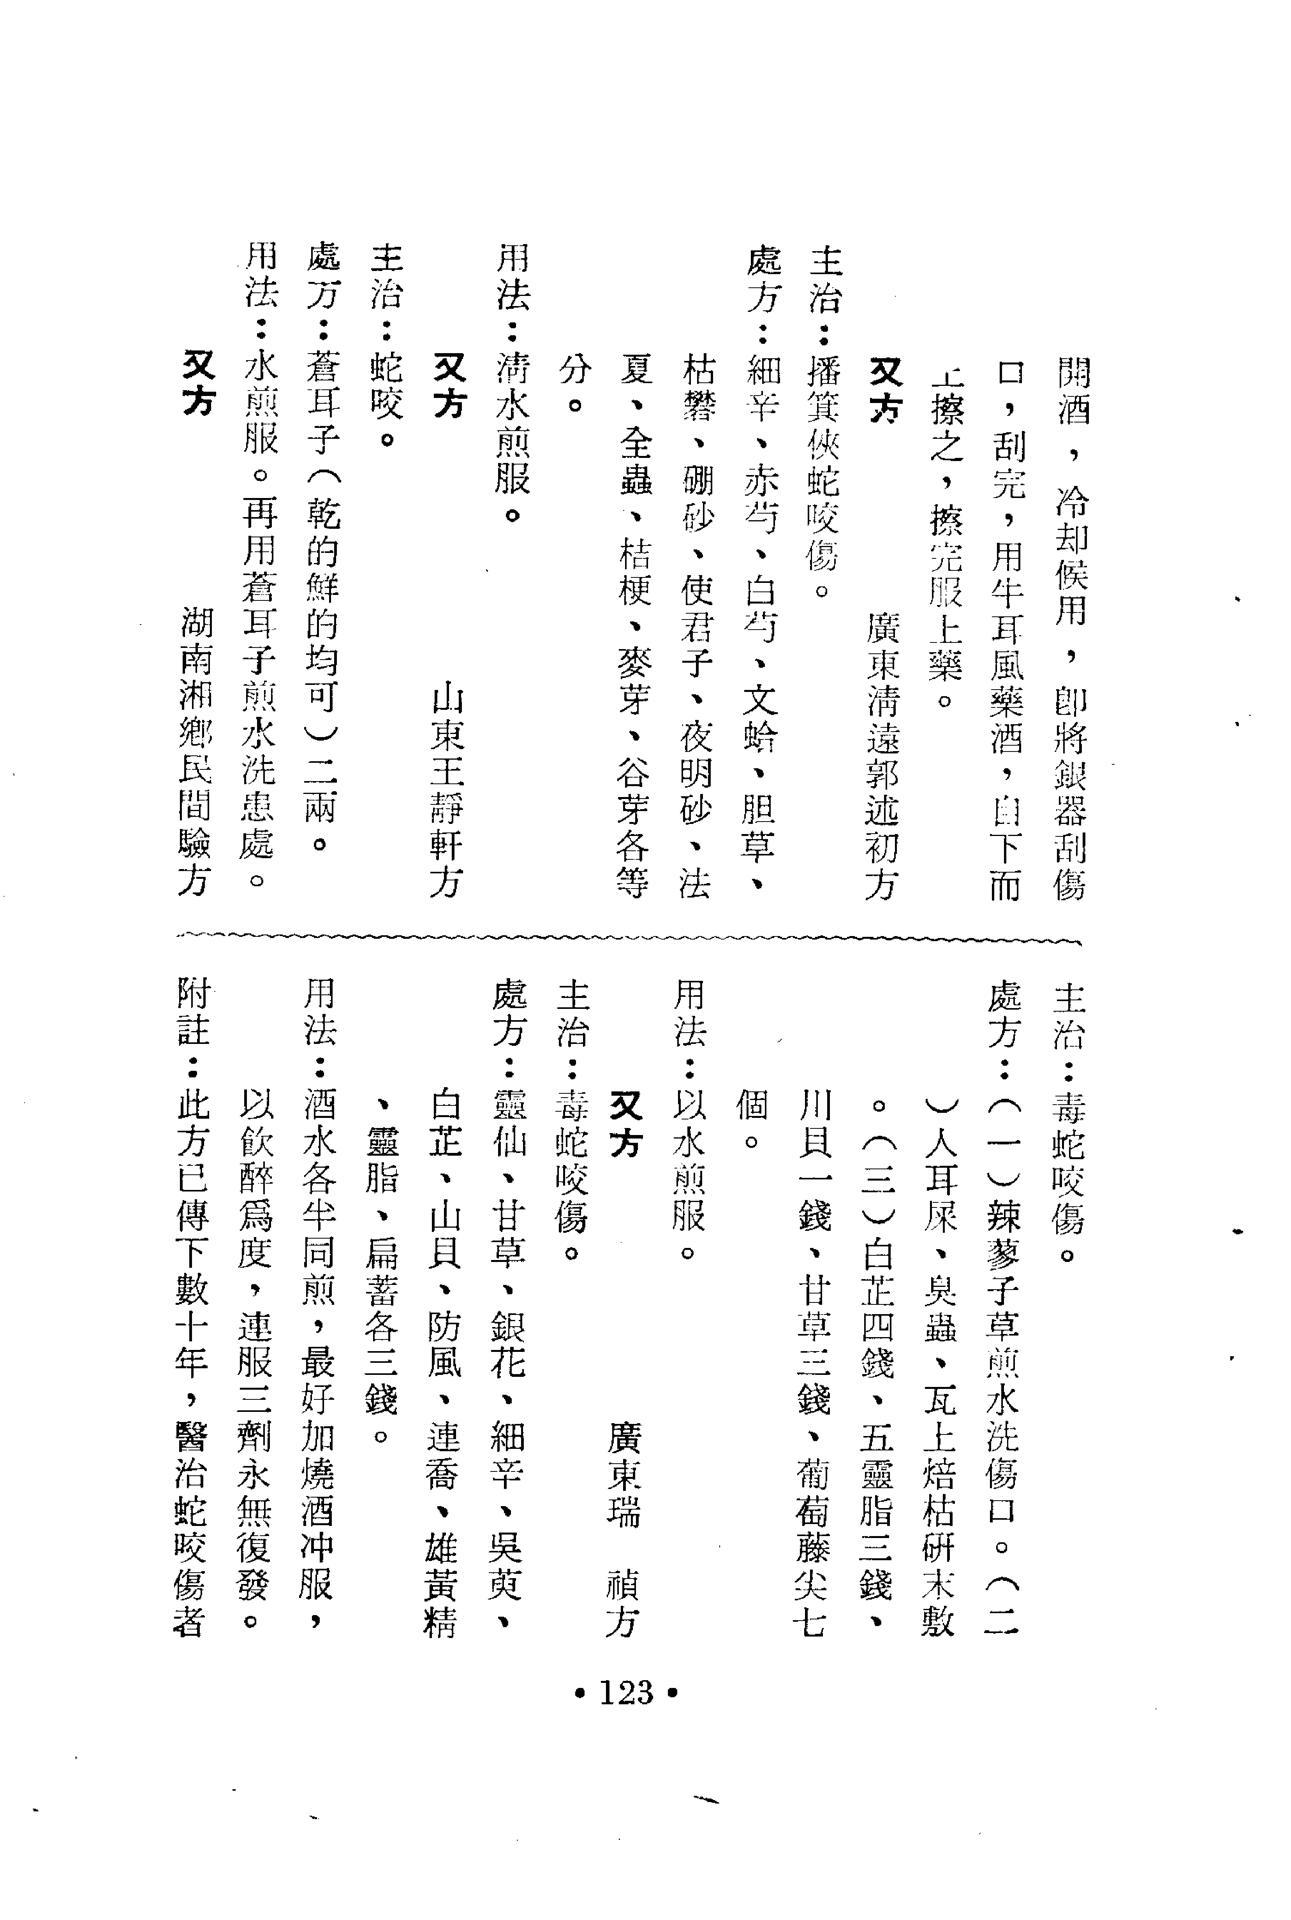 開酒，冷却候用，卽將銀器刮傷
口，刮完，用牛耳風藥酒，自下而
上擦之，擦完服上藥。
又方　廣東淸遠郭述初方
主治：播箕俠蛇咬傷。
處方：細辛、赤芍、白芍、文蛤、胆草、
枯礬、硼砂、使君子、夜明砂、法
夏、全蟲、桔梗、麥芽、谷芽各等
分。
用法：淸水煎服。
又方　山東王靜軒方
主治：蛇咬。
處方：蒼耳子（乾的鮮的均可）二兩。
用法：水煎服。再用蒼耳子煎水洗患處。
又方　湖南湘鄉民間驗方
主治：毒蛇咬傷。
處方：（一）辣蓼子草煎水洗傷口。（二
）人耳屎、臭蟲、瓦上焙枯研末敷
。（三）白芷四錢、五靈脂三錢、
川貝一錢、甘草三錢、葡萄藤尖七
個。
用法：以水煎服。
又方　廣東瑞　禎方
主治：毒蛇咬傷。
處方：靈仙、甘草、銀花、細辛、吳萸、
白芷、山貝、防風、連喬、雄黃精
、靈脂、扁蓄各三錢。
用法：酒水各半同煎，最好加燒酒冲服，
以飮醉爲度，連服三劑永無復發。
附註：此方已傳下數十年，醫治蛇咬傷者
• 123 •